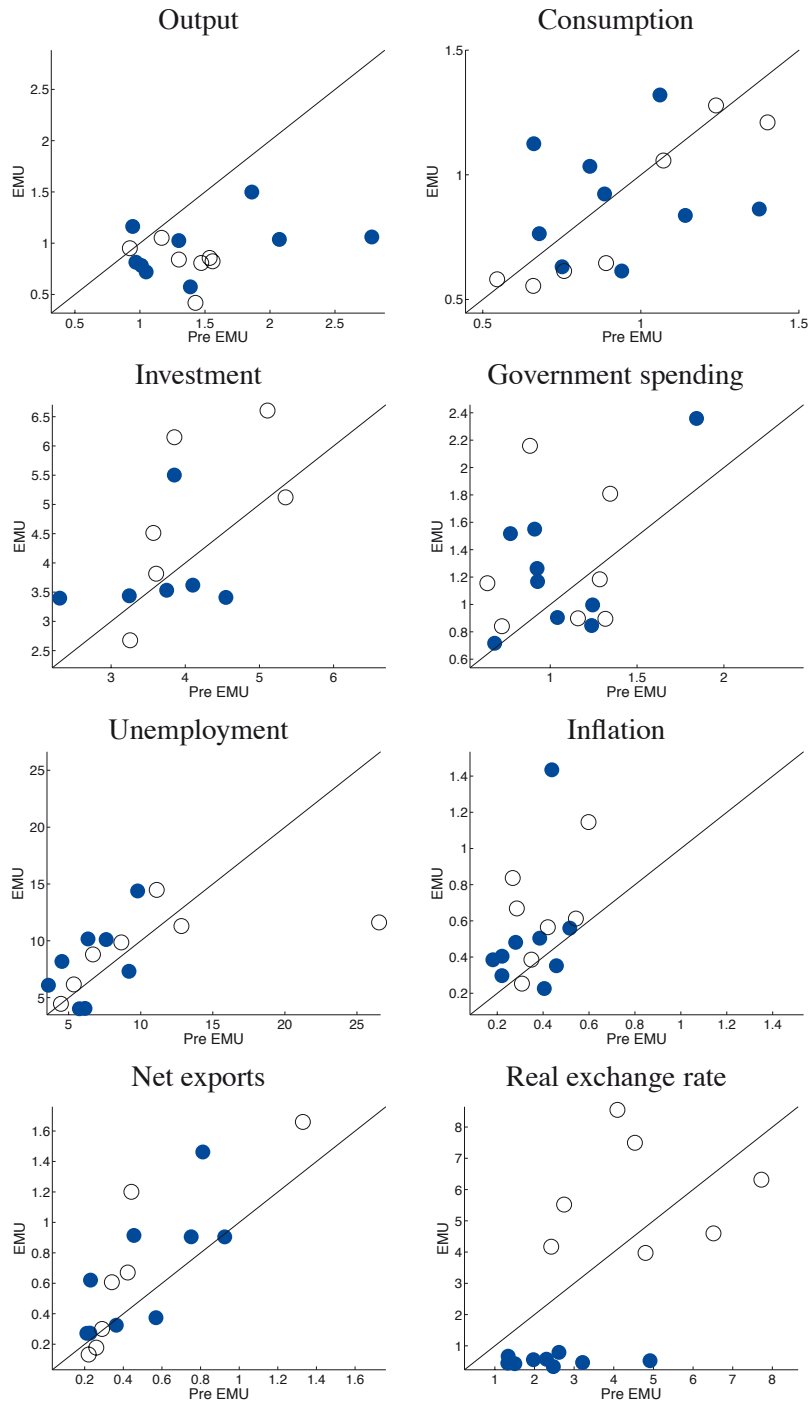 Output
2.5
2
1.5
1
0.5
EMU
0.5 1 1.5 2 2.5
Pre EMU
Consumption
1.5
1
0.5
EMU
0.5 1 1.5
Pre EMU
Investment
6.5
6
5.5
5
4.5
4
3.5
3
2.5
EMU
3 4 5 6
Pre EMU
Government spending
2.4
2.2
2
1.8
1.6
1.4
1.2
1
0.8
0.6
EMU
1 1.5 2
Pre EMU
Unemployment
25
20
15
10
5
EMU
5 10 15 20 25
Pre EMU
Inflation
1.4
1.2
1
0.8
0.6
0.4
0.2
EMU
0.2 0.4 0.6 0.8 1 1.2 1.4
Pre EMU
Net exports
1.6
1.4
1.2
1
0.8
0.6
0.4
0.2
EMU
0.2 0.4 0.6 0.8 1 1.2 1.4 1.6
Pre EMU
Real exchange rate
8
7
6
5
4
3
2
1
EMU
1 2 3 4 5 6 7 8
Pre EMU